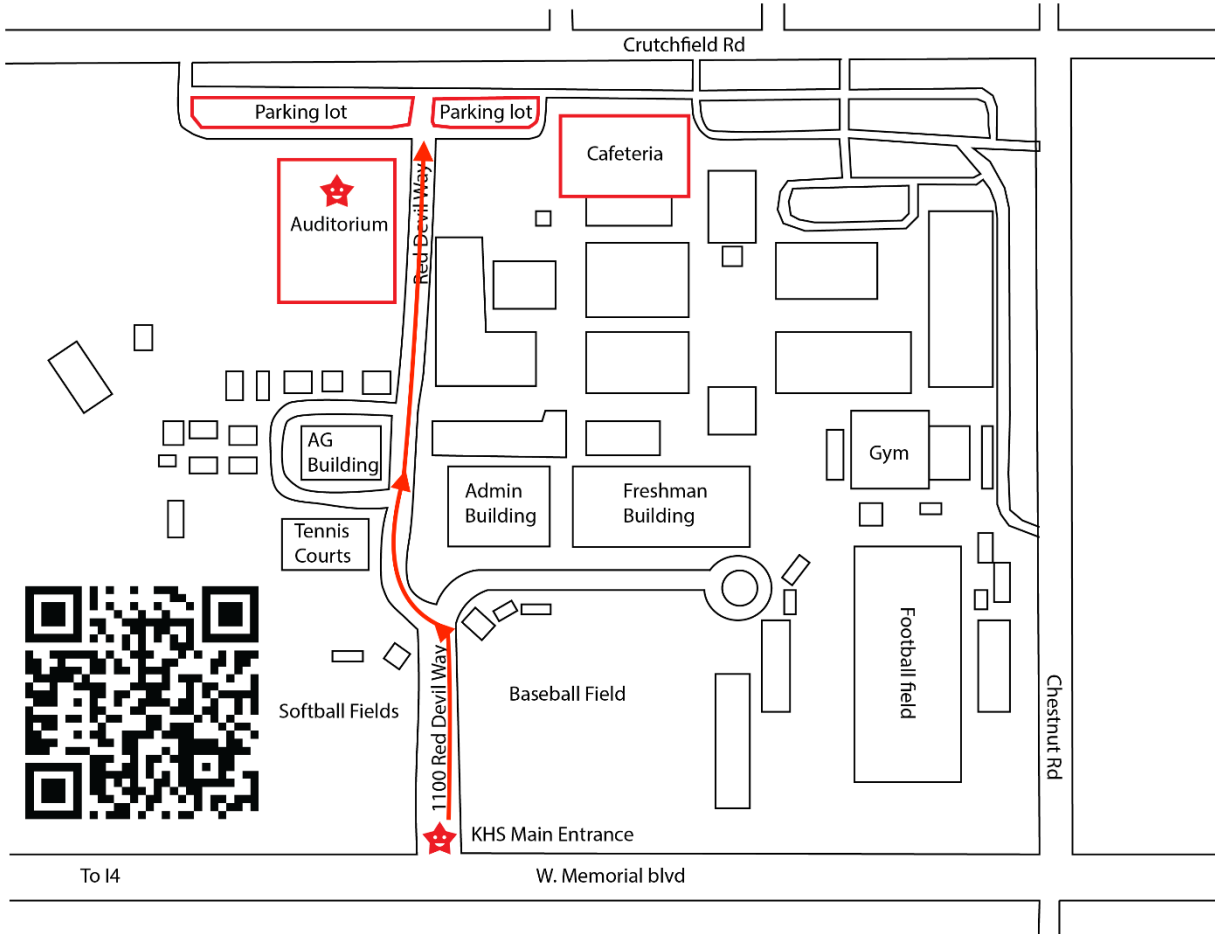 Crutchfield Rd
Parking lot
Parking lot
Cafeteria
Auditorium
Red Devil Way
AG
Building
Admin
Building
Freshman
Building
Gym
Tennis
Courts
Softball Fields
1100 Red Devil Way
Baseball Field
Football field
Chestnut Rd
KHS Main Entrance
To I4
W. Memorial blvd